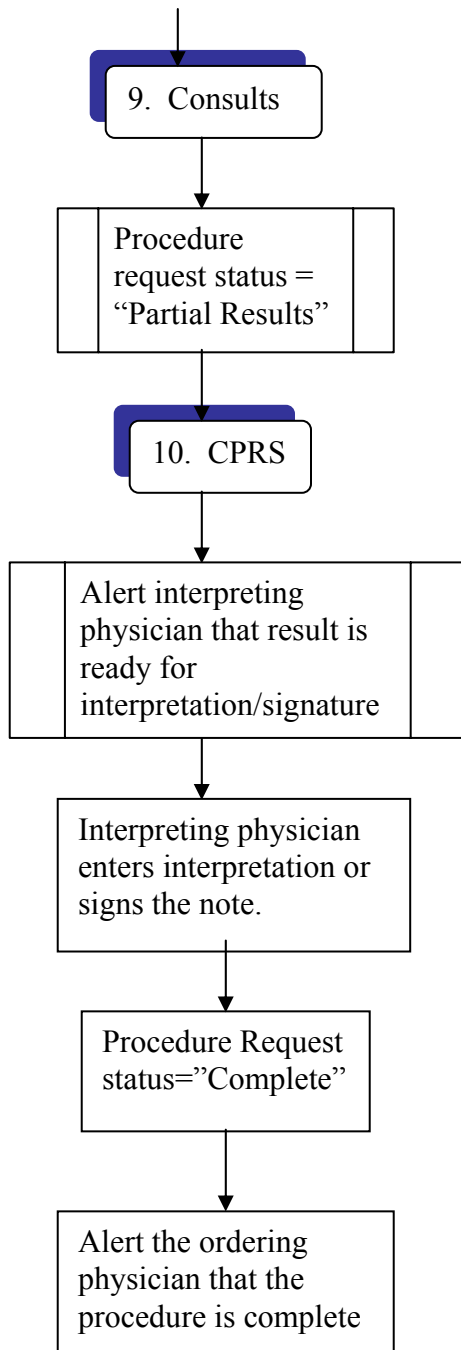 9. Consults
Procedure
request status =
“Partial Results”
10. CPRS
Alert interpreting
physician that result is
ready for
interpretation/signature
Interpreting physician
enters interpretation or
signs the note.
Procedure Request
status=”Complete”
Alert the ordering
physician that the
procedure is complete